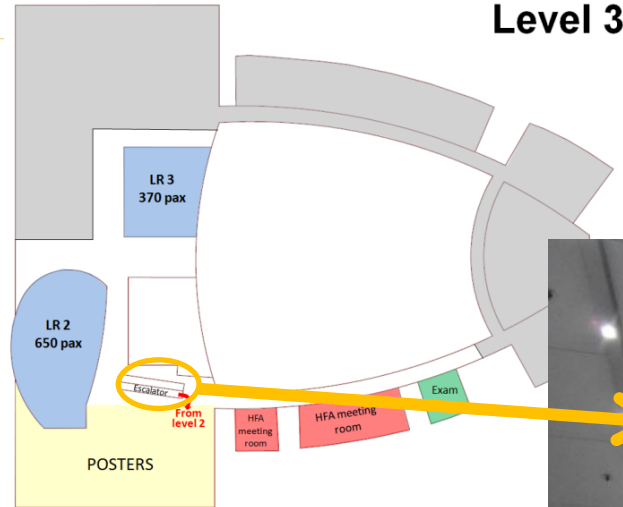 Level 3
LR 3
370 pax
LR 2
650 pax
Escalator
From
level 2
POSTERS
HFA
meeting
room
HFA meeting
room
Exam